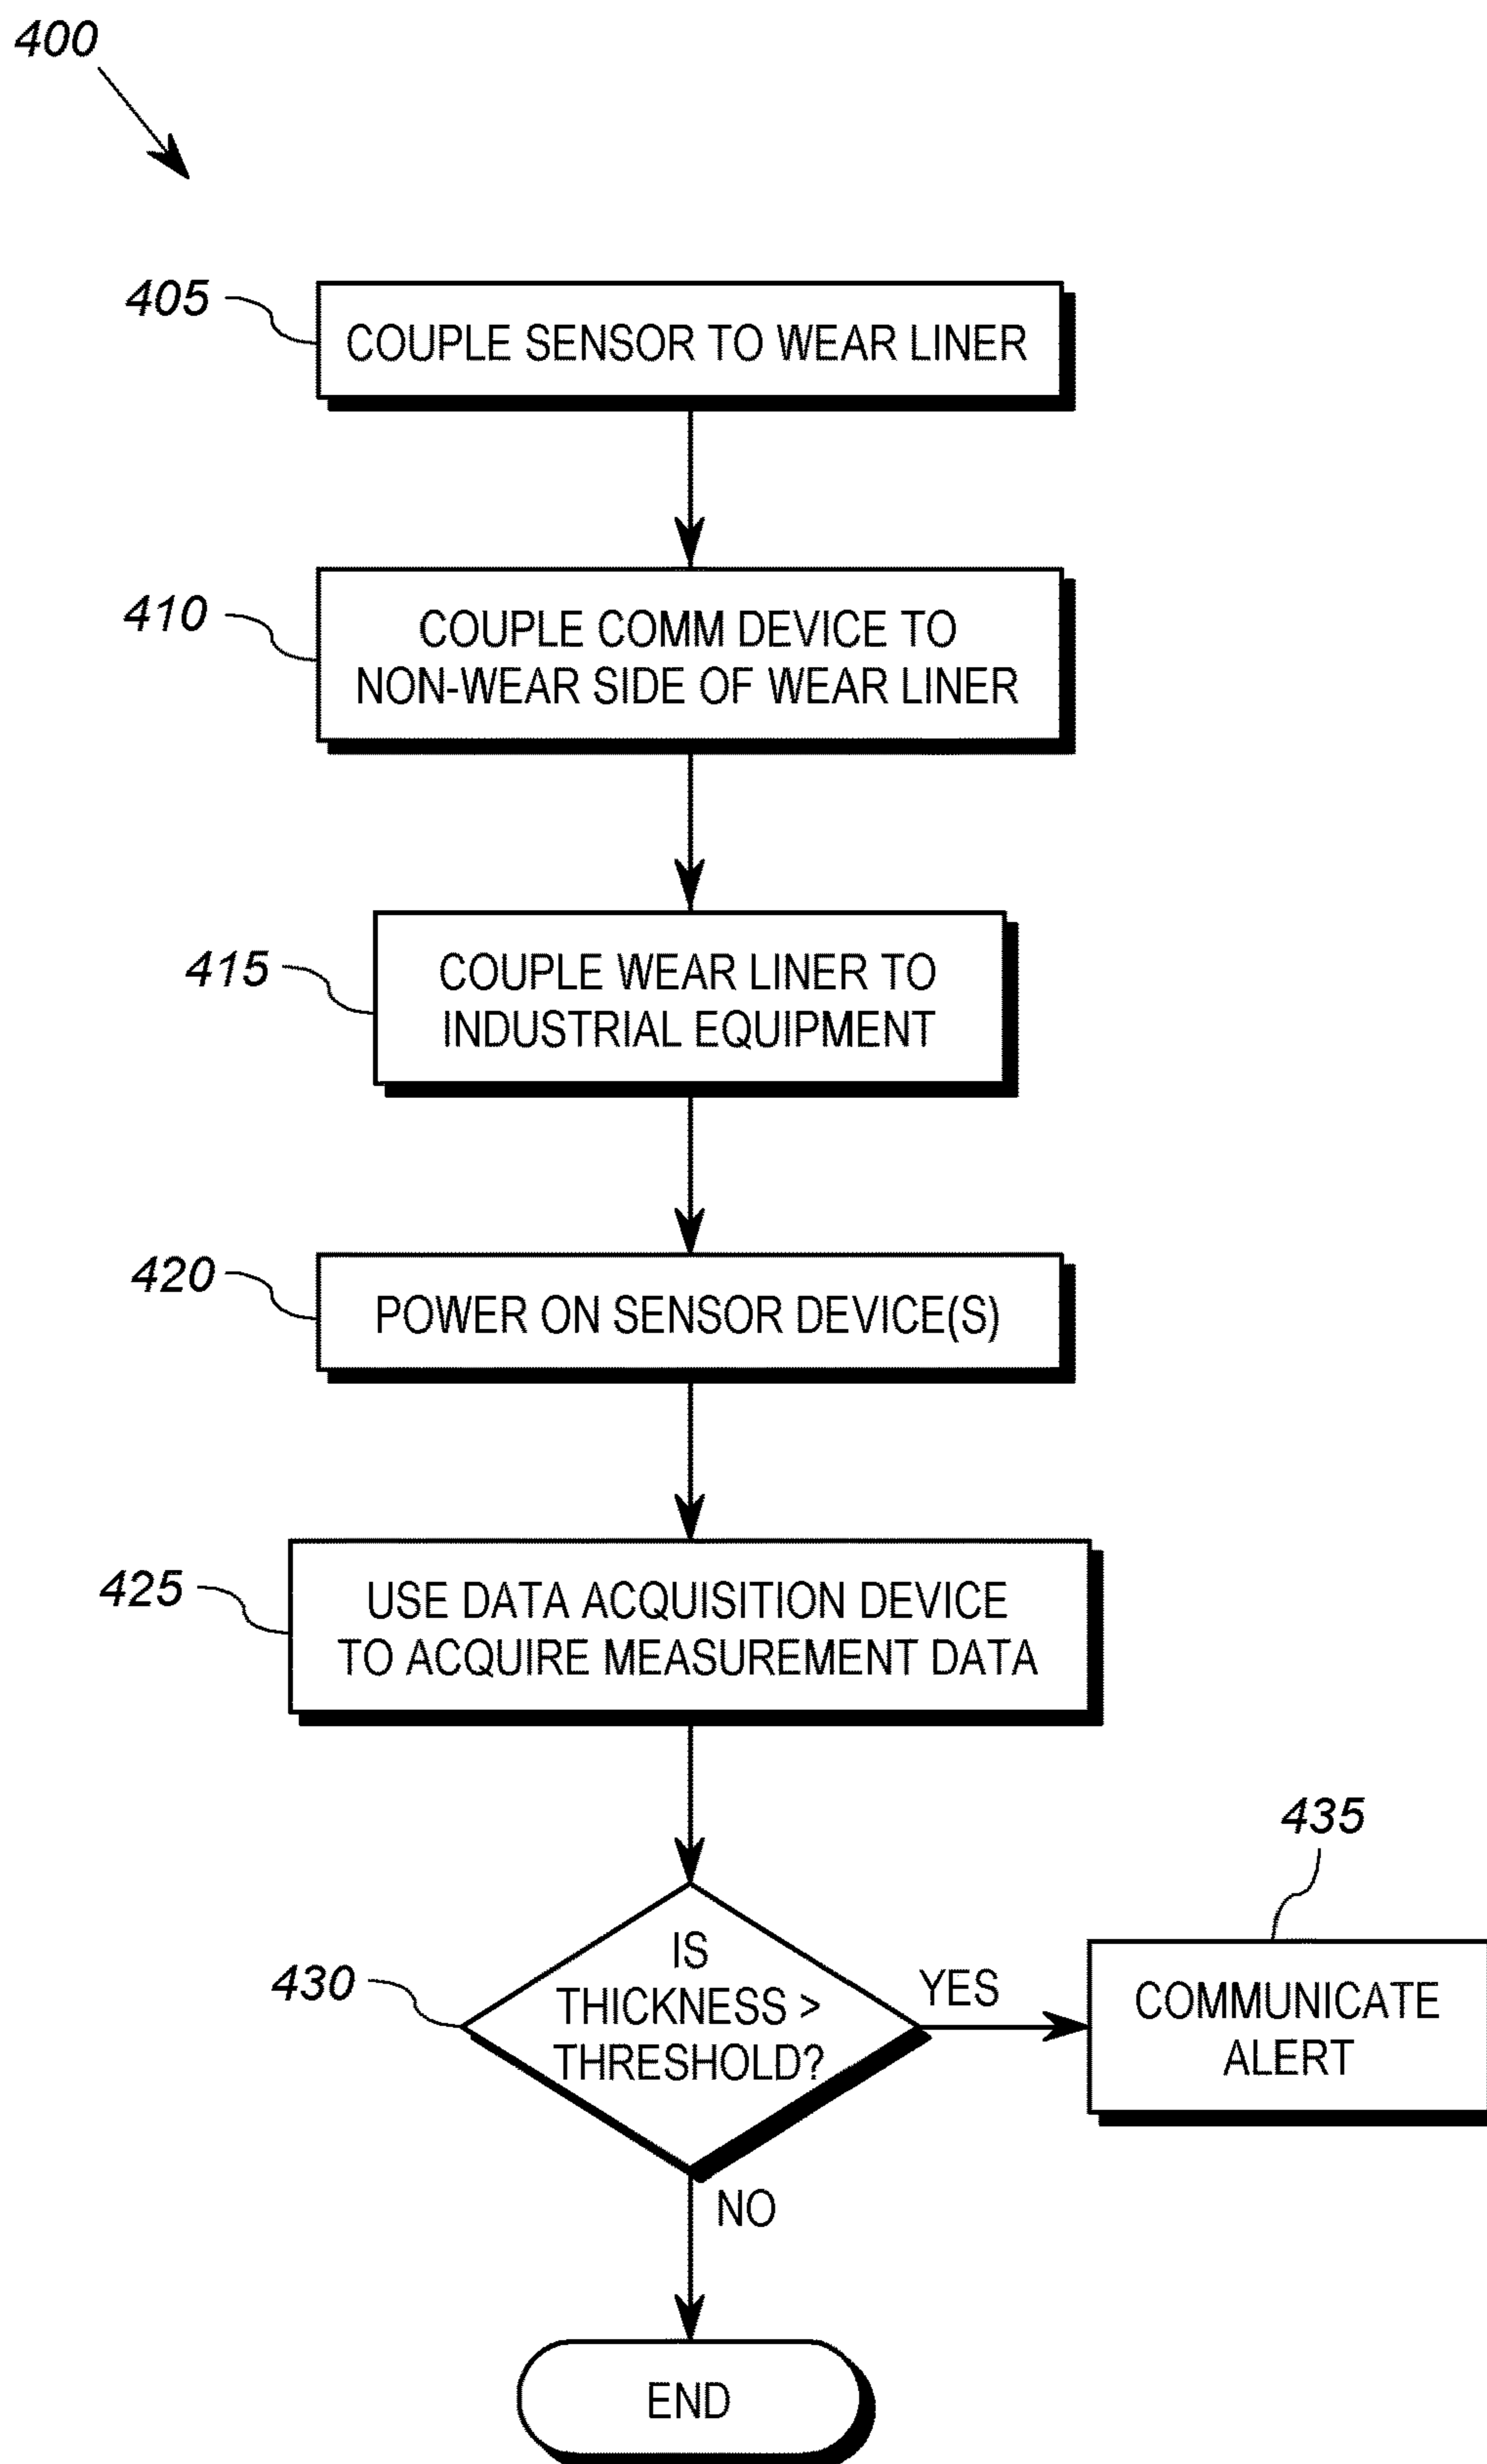 400
405
COUPLE SENSOR TO WEAR LINER
410
COUPLE COMM DEVICE TO
NON-WEAR SIDE OF WEAR LINER
415
COUPLE WEAR LINER TO
INDUSTRIAL EQUIPMENT
420
POWER ON SENSOR DEVICE(S)
425
USE DATA ACQUISITION DEVICE
TO ACQUIRE MEASUREMENT DATA
430
IS
THICKNESS >
THRESHOLD?
YES
435
COMMUNICATE
ALERT
NO
END